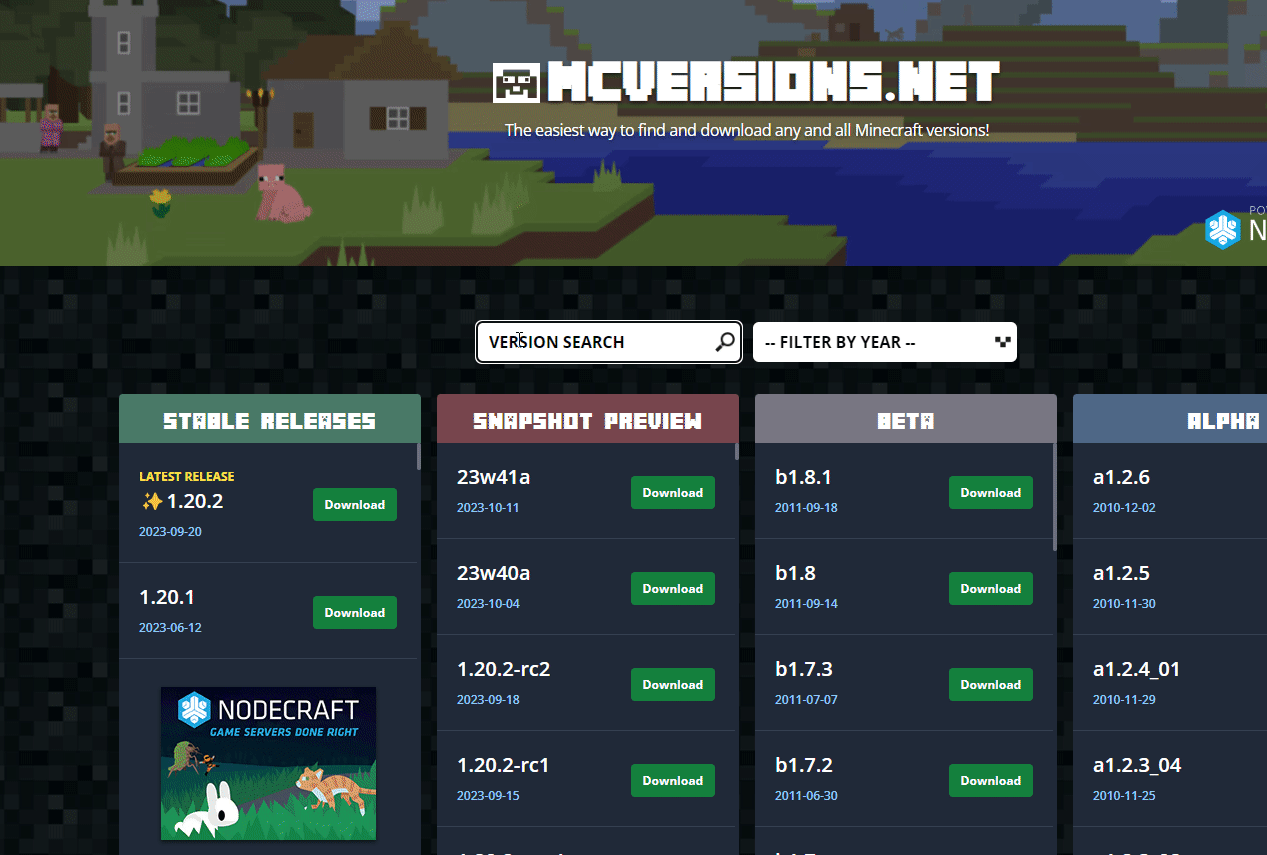 MCVERSIONS.NET
The easiest way to find and download any and all Minecraft versions!
VERSION SEARCH
-- FILTER BY YEAR --
STABLE RELEASES
LATEST RELEASE
✨1.20.2
Download
2023-09-20
1.20.1
Download
2023-06-12
NODECRAFT
GAME SERVERS DONE RIGHT
SNAPSHOT PREVIEW
23w41a
Download
2023-10-11
23w40a
Download
2023-10-04
1.20.2-rc2
Download
2023-09-18
1.20.2-rc1
Download
2023-09-15
BETA
b1.8.1
Download
2011-09-18
b1.8
Download
2011-09-14
b1.7.3
Download
2011-07-07
b1.7.2
Download
2011-06-30
ALPHA
a1.2.6
2010-12-02
a1.2.5
2010-11-30
a1.2.4_01
2010-11-29
a1.2.3_04
2010-11-25